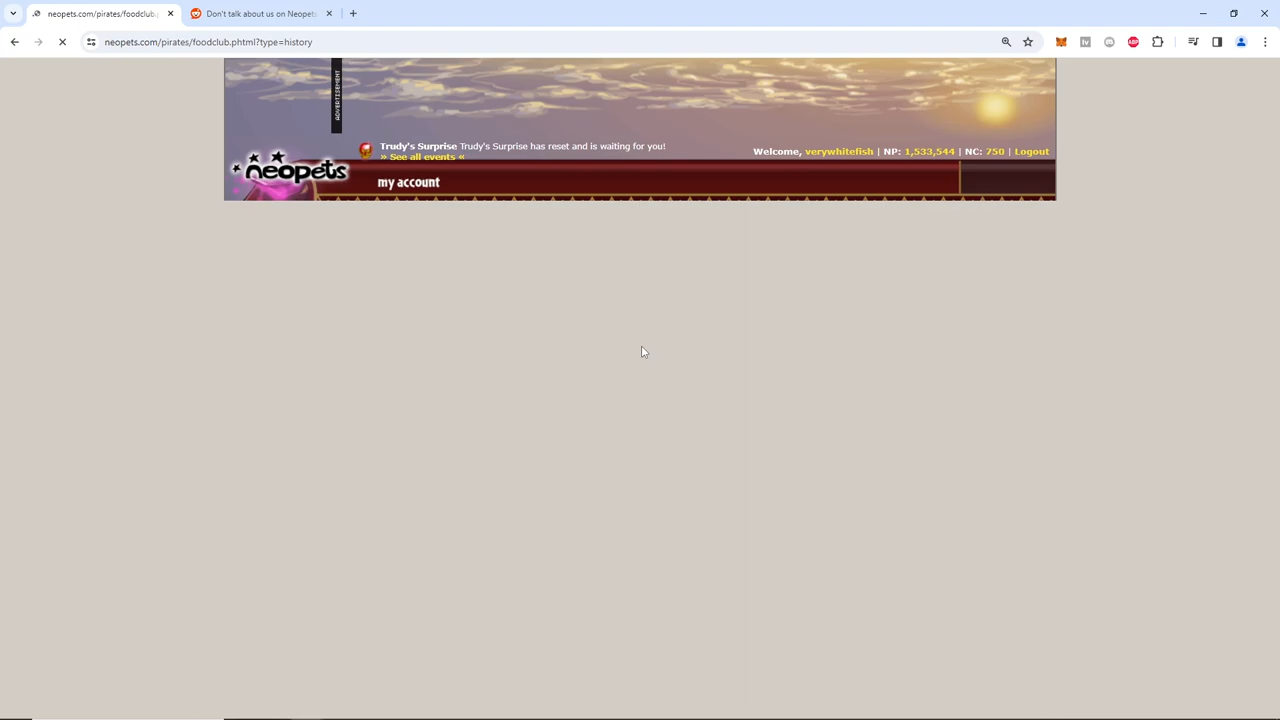 neopets.com/pirates/foodclub.p
Don't talk about us on Neopets
neopets.com/pirates/foodclub.phtml?type=history
ADVERTISEMENT
Trudy's Surprise Trudy's Surprise has reset and is waiting for you!
» See all events «
Welcome, verywhitefish | NP: 1,533,544 | NC: 750 | Logout
neopets
my account